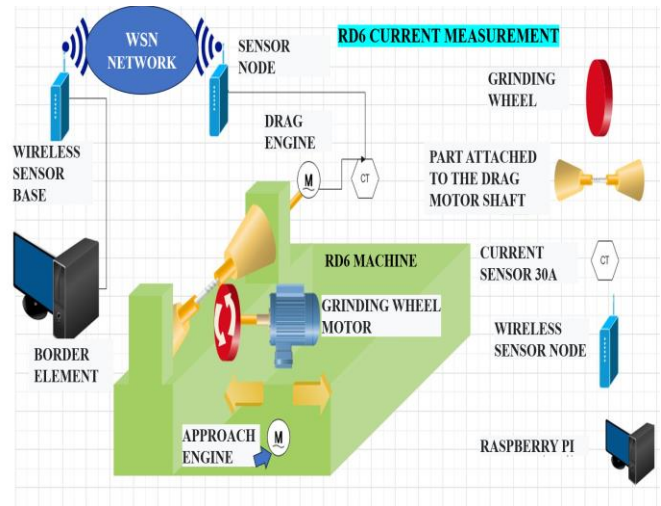 WSN
NETWORK
SENSOR
NODE
RD6 CURRENT MEASUREMENT
GRINDING
WHEEL
DRAG
ENGINE
WIRELESS
SENSOR
BASE
M
CT
PART ATTACHED
TO THE DRAG
MOTOR SHAFT
RD6 MACHINE
CURRENT
SENSOR 30A
CT
GRINDING WHEEL
MOTOR
BORDER
ELEMENT
WIRELESS
SENSOR NODE
APPROACH
ENGINE
M
RASPBERRY PI